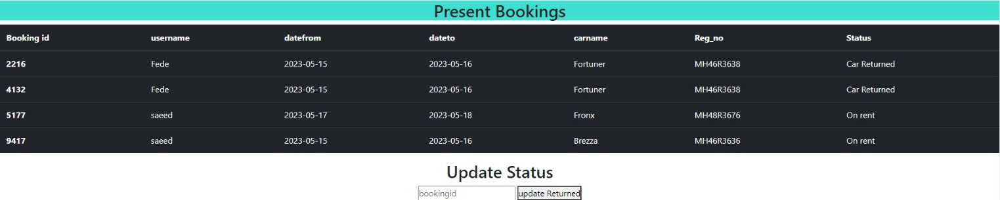 Present Bookings
Booking id username datefrom dateto carname Reg_no Status
2216 Fede 2023-05-15 2023-05-16 Fortuner MH46R3638 Car Returned
4132 Fede 2023-05-15 2023-05-16 Fortuner MH46R3638 Car Returned
5177 saeed 2023-05-17 2023-05-18 Fronx MH48R3676 On rent
9417 saeed 2023-05-15 2023-05-16 Brezza MH46R3636 On rent
Update Status
bookingid update Returned